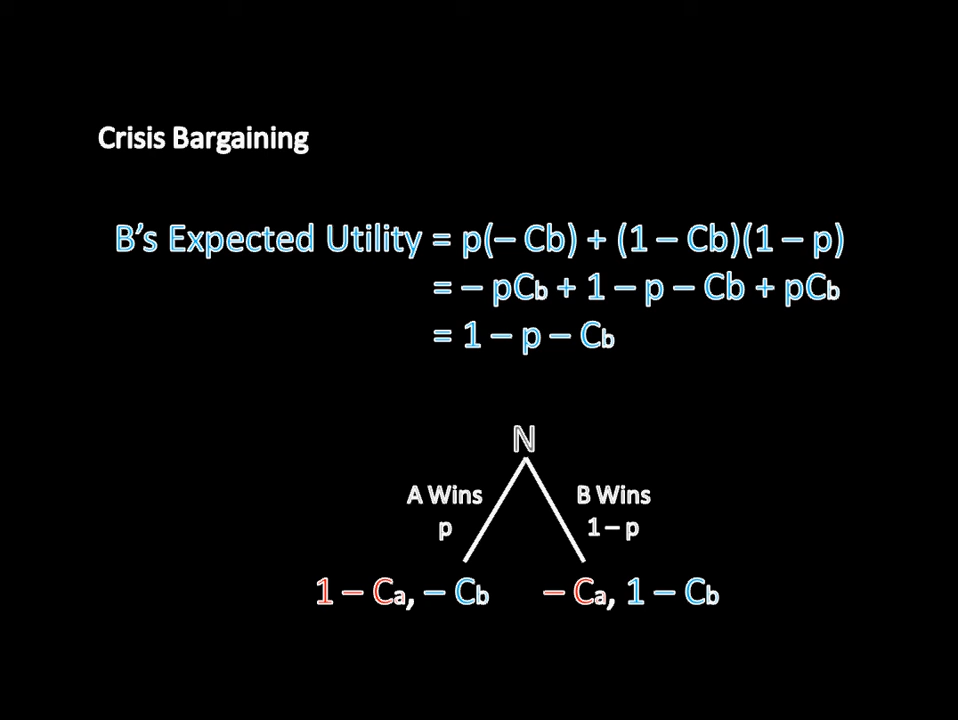 Crisis Bargaining
B’s Expected Utility = p(– Cb) + (1 – Cb)(1 – p)
= – pCb + 1 – p – Cb + pCb
= 1 – p – Cb
N
A Wins B Wins
p 1 – p
1 – Ca, – Cb – Ca, 1 – Cb